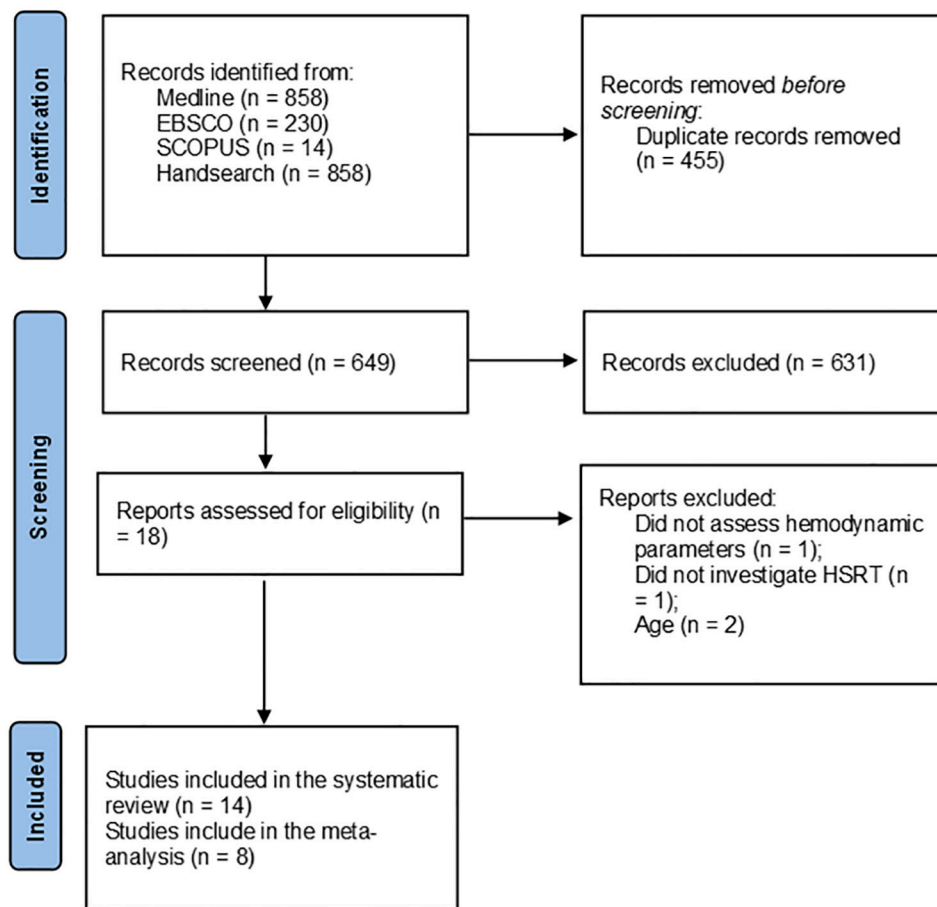 Identification
Records identified from:
Medline (n = 858)
EBSCO (n = 230)
SCOPUS (n = 14)
Handsearch (n = 858)
Records removed before
screening:
Duplicate records removed
(n = 455)
Screening
Records screened (n = 649)
Records excluded (n = 631)
Reports assessed for eligibility (n
= 18)
Reports excluded:
Did not assess hemodynamic
parameters (n = 1);
Did not investigate HSRT (n
= 1);
Age (n = 2)
Included
Studies included in the systematic
review (n = 14)
Studies include in the meta-
analysis (n = 8)